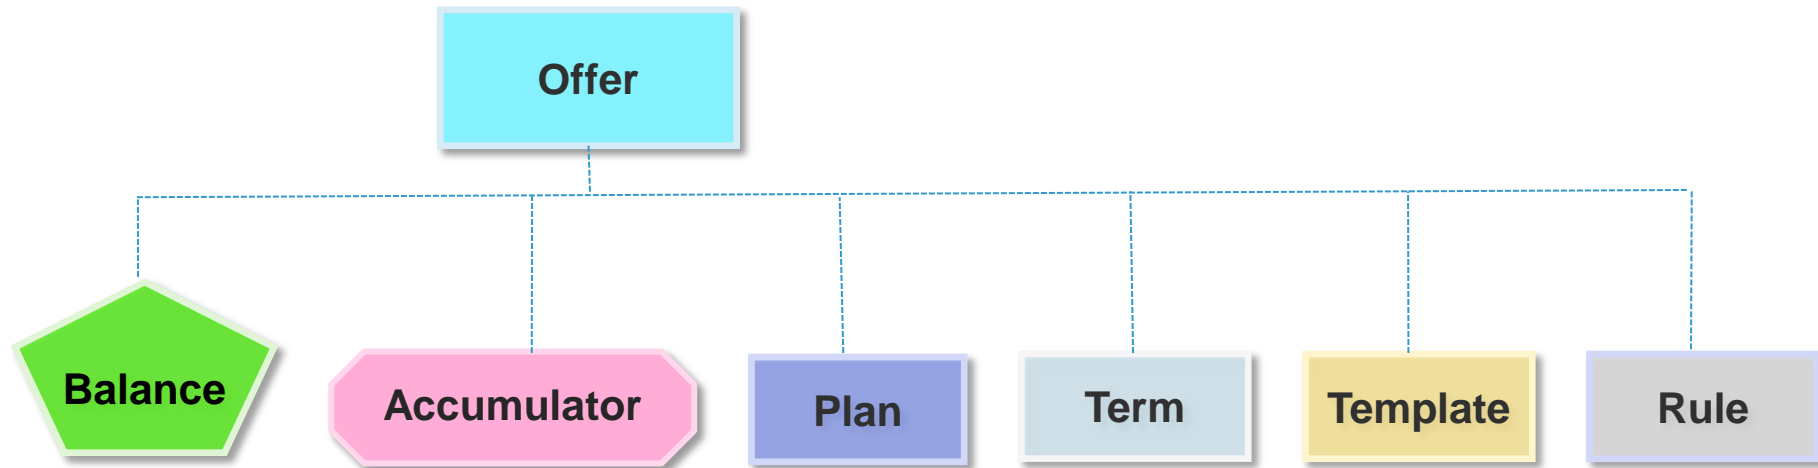 Offer
Balance
Accumulator
Plan
Term
Template
Rule